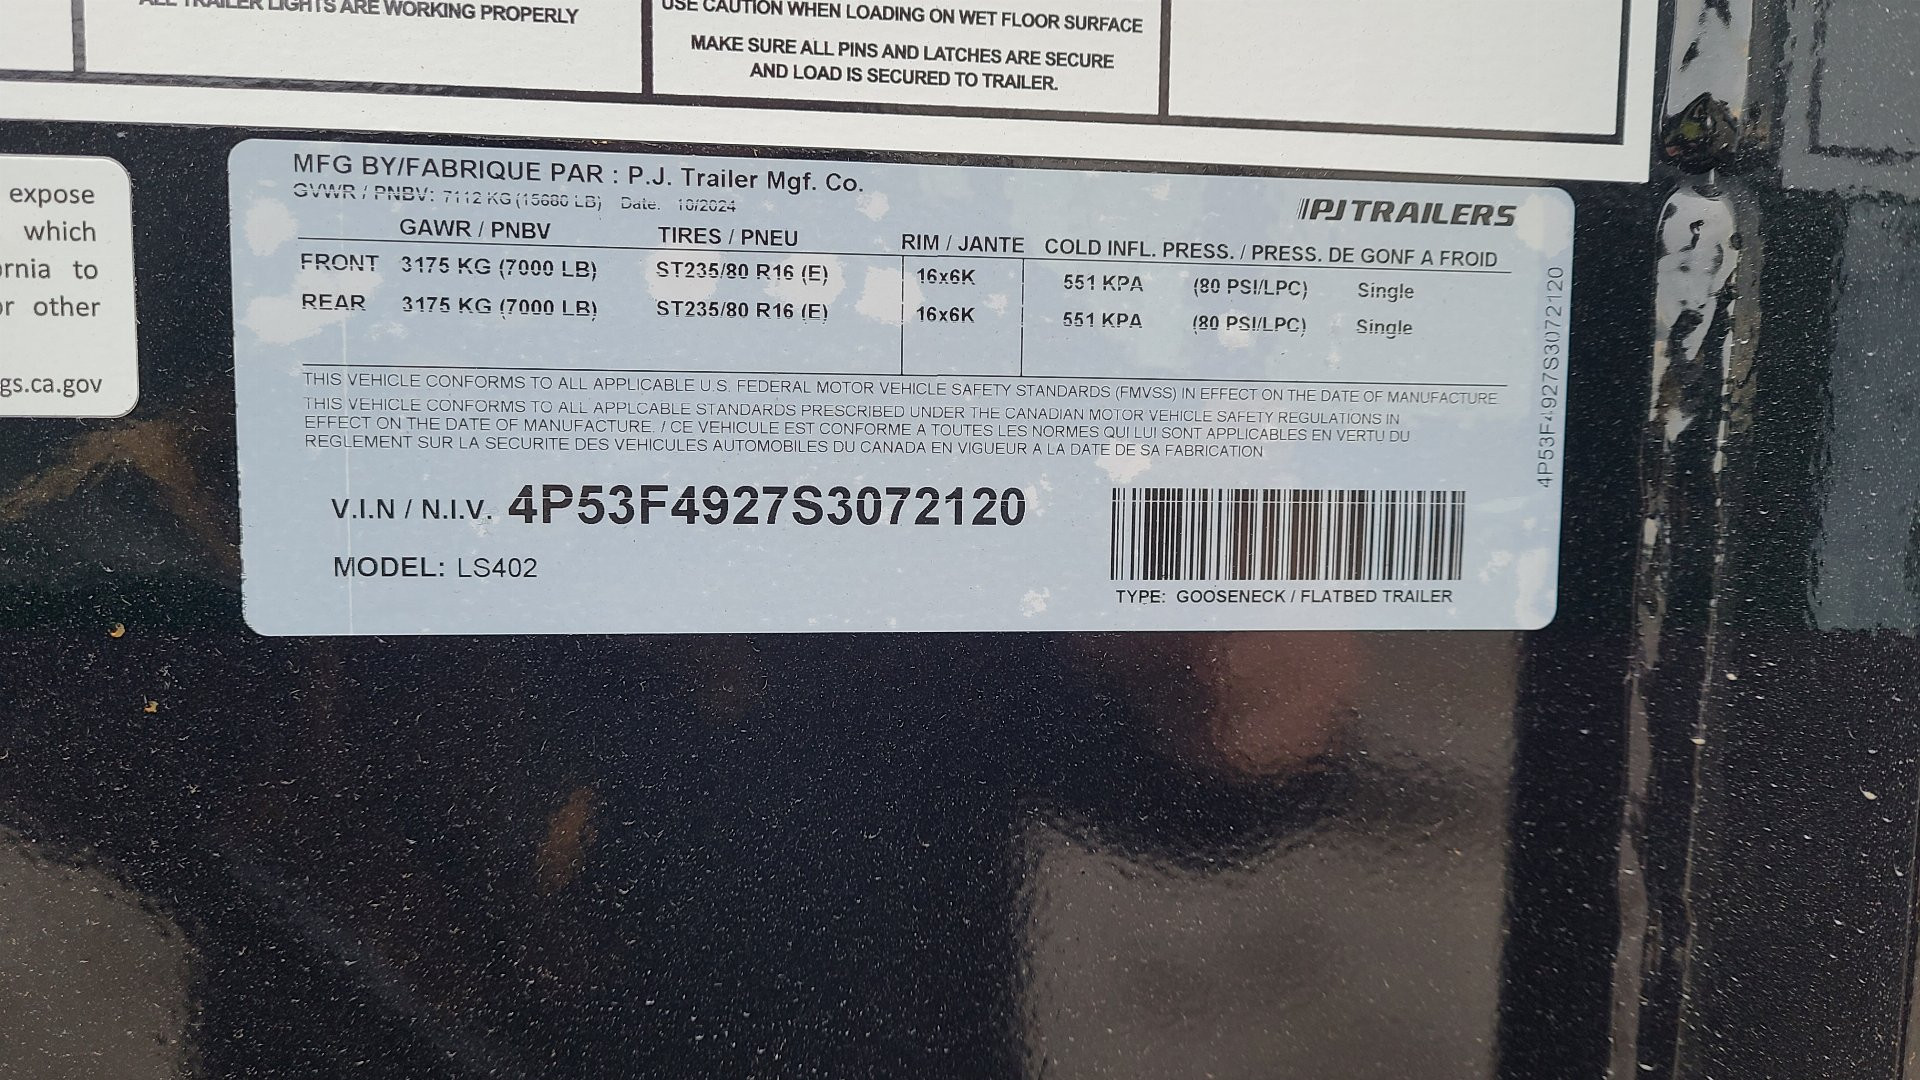 ALL TRAILER LIGHTS ARE WORKING PROPERLY
USE CAUTION WHEN LOADING ON WET FLOOR SURFACE
MAKE SURE ALL PINS AND LATCHES ARE SECURE
AND LOAD IS SECURED TO TRAILER.
expose
which
rnia to
or other
gs.ca.gov
MFG BY/FABRIQUE PAR : P.J. Trailer Mgf. Co.
GVWR / PNBV: 7112 KG (15680 LB) Date: 10/2024
PJ TRAILERS
GAWR / PNBV TIRES / PNEU RIM / JANTE COLD INFL. PRESS. / PRESS. DE GONF A FROID
FRONT 3175 KG (7000 LB) ST235/80 R16 (E) 16x6K 551 KPA (80 PSI/LPC) Single
REAR 3175 KG (7000 LB) ST235/80 R16 (E) 16x6K 551 KPA (80 PSI/LPC) Single
THIS VEHICLE CONFORMS TO ALL APPLICABLE U.S. FEDERAL MOTOR VEHICLE SAFETY STANDARDS (FMVSS) IN EFFECT ON THE DATE OF MANUFACTURE
THIS VEHICLE CONFORMS TO ALL APPLCABLE STANDARDS PRESCRIBED UNDER THE CANADIAN MOTOR VEHICLE SAFETY REGULATIONS IN
EFFECT ON THE DATE OF MANUFACTURE. / CE VEHICULE EST CONFORME A TOUTES LES NORMES QUI LUI SONT APPLICABLES EN VERTU DU
REGLEMENT SUR LA SECURITE DES VEHICULES AUTOMOBILES DU CANADA EN VIGUEUR A LA DATE DE SA FABRICATION
V.I.N / N.I.V. 4P53F4927S3072120
MODEL: LS402
TYPE: GOOSENECK / FLATBED TRAILER
4P53F4927S3072120